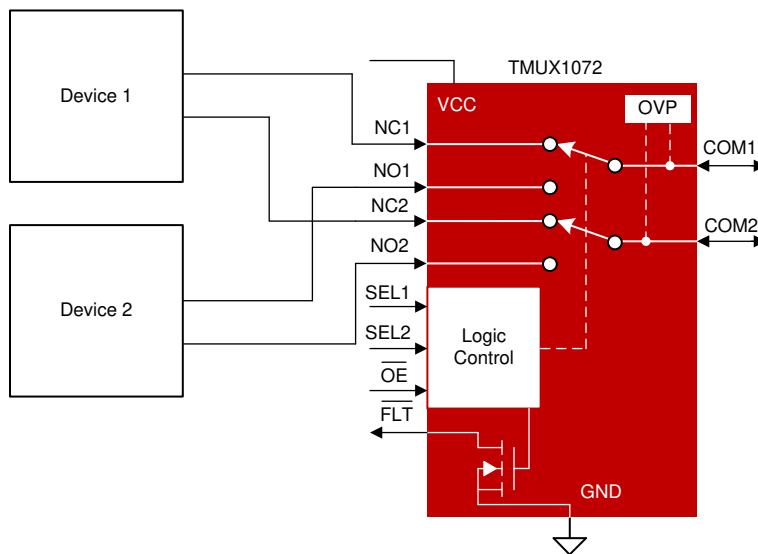 TMUX1072
VCC
OVP
Device 1
NC1
COM1
NO1
NC2
COM2
NO2
Device 2
SEL1
SEL2
Logic
Control
OE
FLT
GND